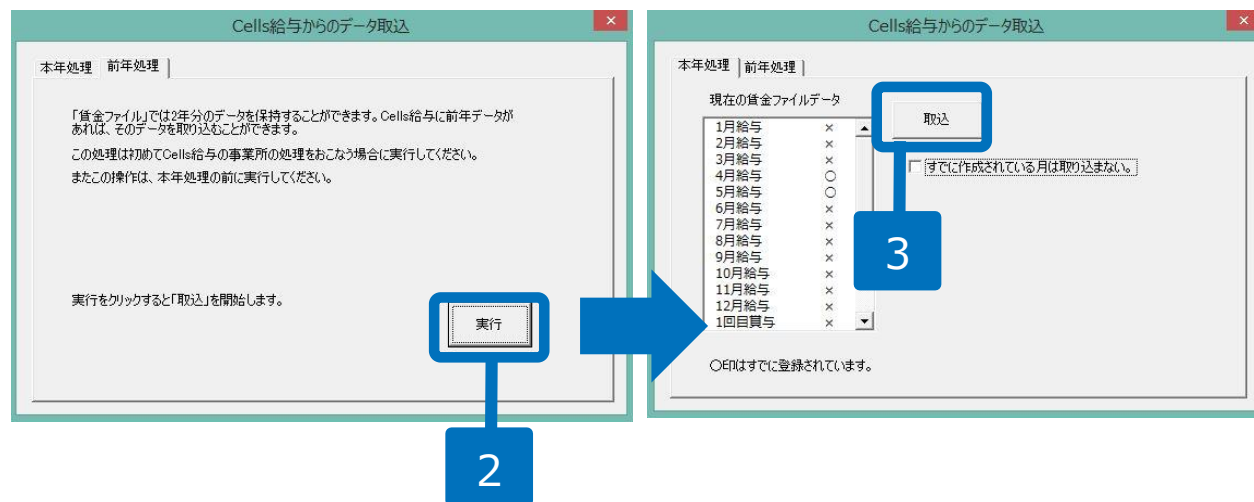 Cells給与からのデータ取込
本年処理 前年処理
「賃金ファイル」では2年分のデータを保持することができます。Cells給与に前年データが
あれば、そのデータを取り込むことができます。
この処理は初めてCells給与の事業所の処理をおこなう場合に実行してください。
またこの操作は、本年処理の前に実行してください。
実行をクリックすると「取込」を開始します。
実行
2
Cells給与からのデータ取込
本年処理 前年処理
現在の賃金ファイルデータ
取込
1月給与 ×
2月給与 ×
3月給与 ×
4月給与 ○
5月給与 ○
6月給与 ×
7月給与 ×
8月給与 ×
9月給与 ×
10月給与 ×
11月給与 ×
12月給与 ×
1回目賞与 ×
すでに作成されている月は取り込まない。
3
○印はすでに登録されています。